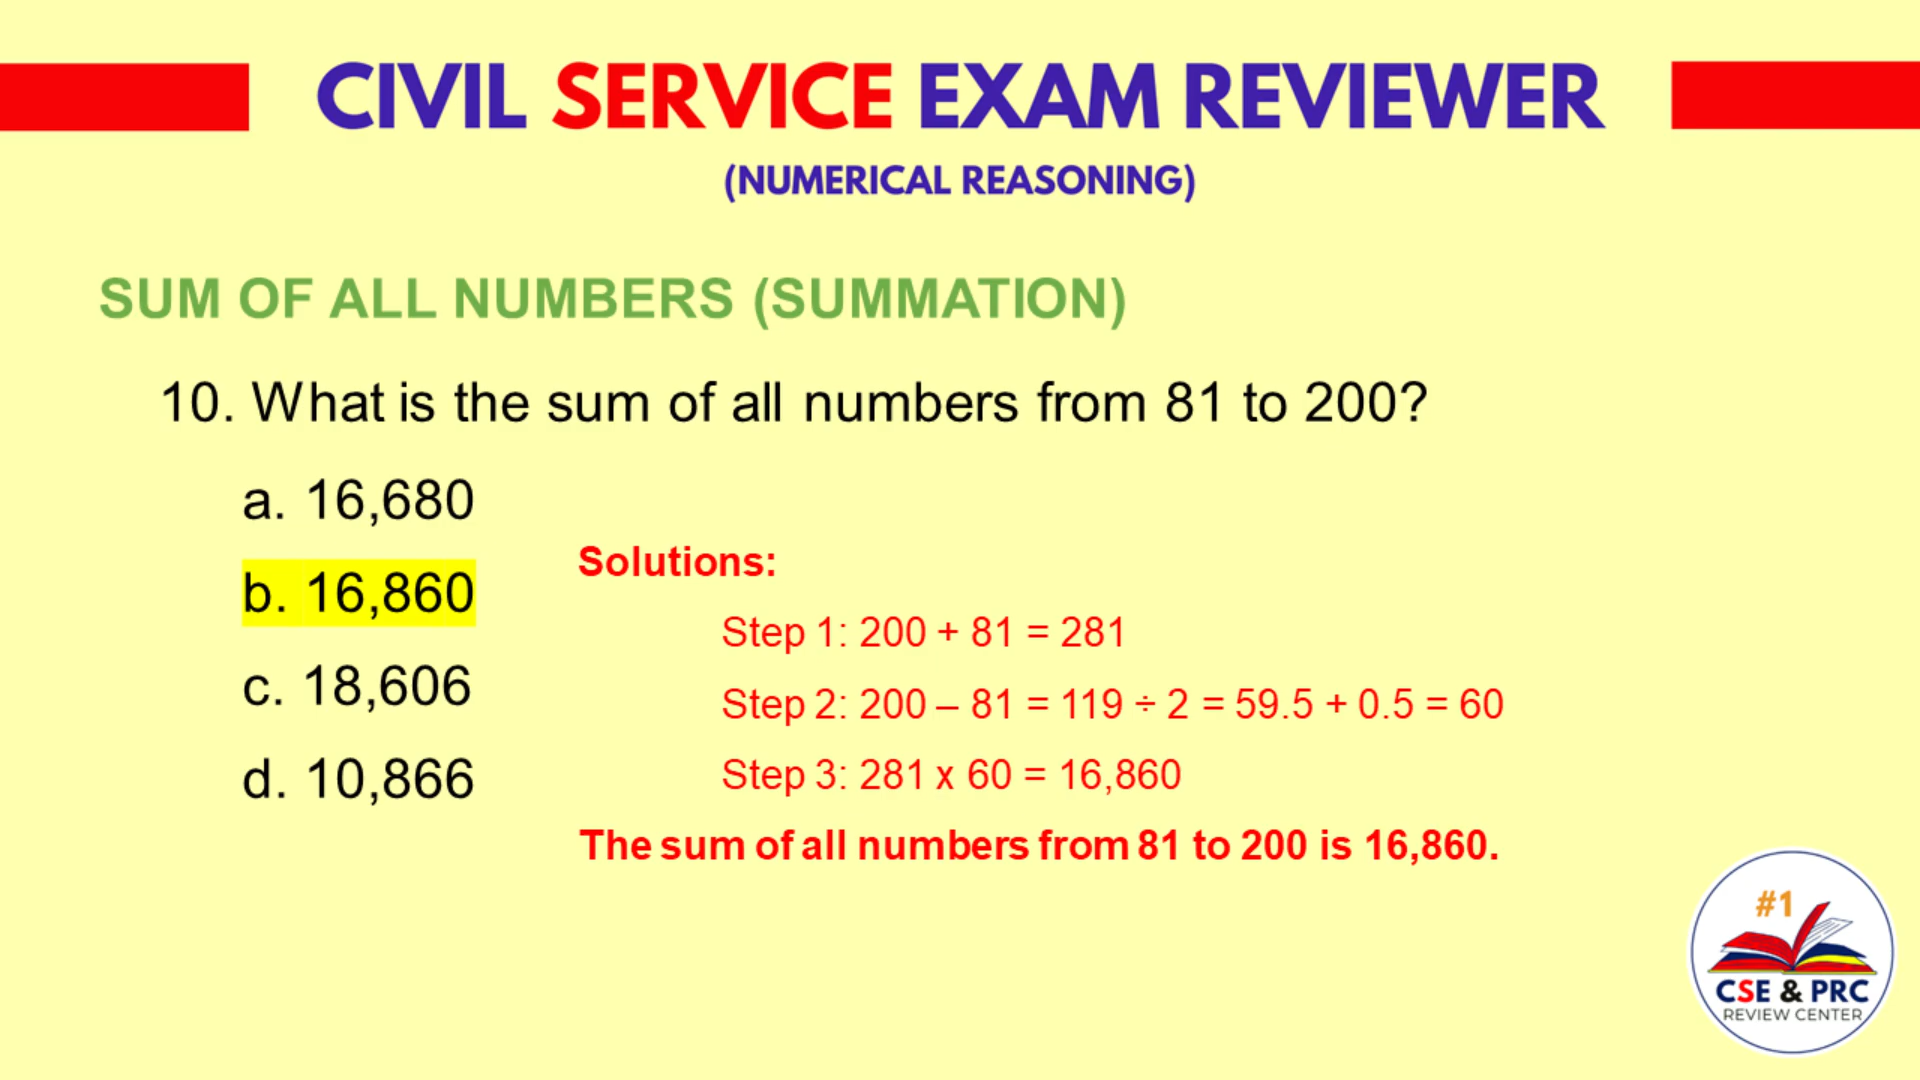 CIVIL SERVICE EXAM REVIEWER
(NUMERICAL REASONING)
SUM OF ALL NUMBERS (SUMMATION)
10. What is the sum of all numbers from 81 to 200?
a. 16,680
b. 16,860
c. 18,606
d. 10,866
Solutions:
Step 1: 200 + 81 = 281
Step 2: 200 – 81 = 119 ÷ 2 = 59.5 + 0.5 = 60
Step 3: 281 x 60 = 16,860
The sum of all numbers from 81 to 200 is 16,860.
#1
CSE & PRC
REVIEW CENTER